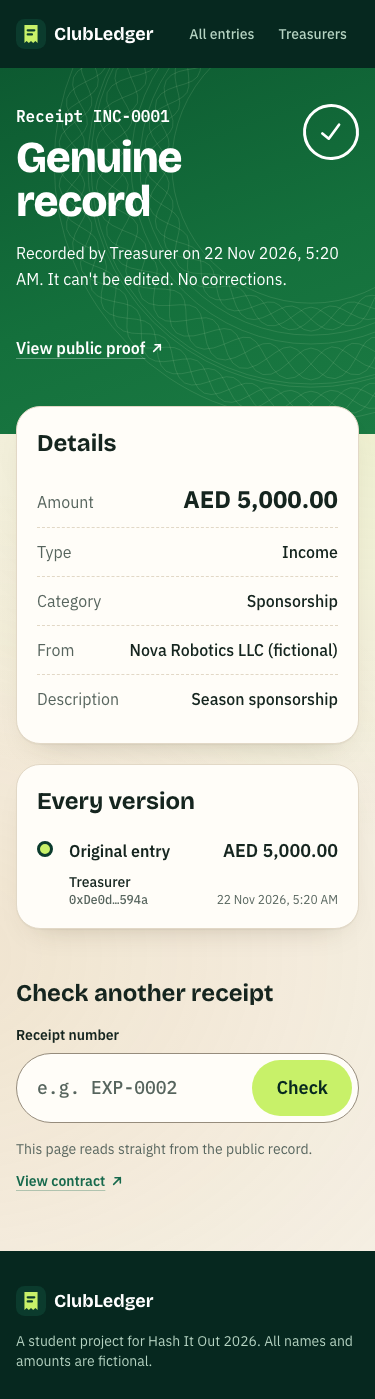 ClubLedger
All entries
Treasurers
Receipt INC-0001
Genuine
record
Recorded by Treasurer on 22 Nov 2026, 5:20
AM. It can't be edited. No corrections.
View public proof ↗
Details
Amount AED 5,000.00
Type Income
Category Sponsorship
From Nova Robotics LLC (fictional)
Description Season sponsorship
Every version
Original entry AED 5,000.00
Treasurer
0xDe0d…594a 22 Nov 2026, 5:20 AM
Check another receipt
Receipt number
e.g. EXP-0002 Check
This page reads straight from the public record.
View contract ↗
ClubLedger
A student project for Hash It Out 2026. All names and
amounts are fictional.